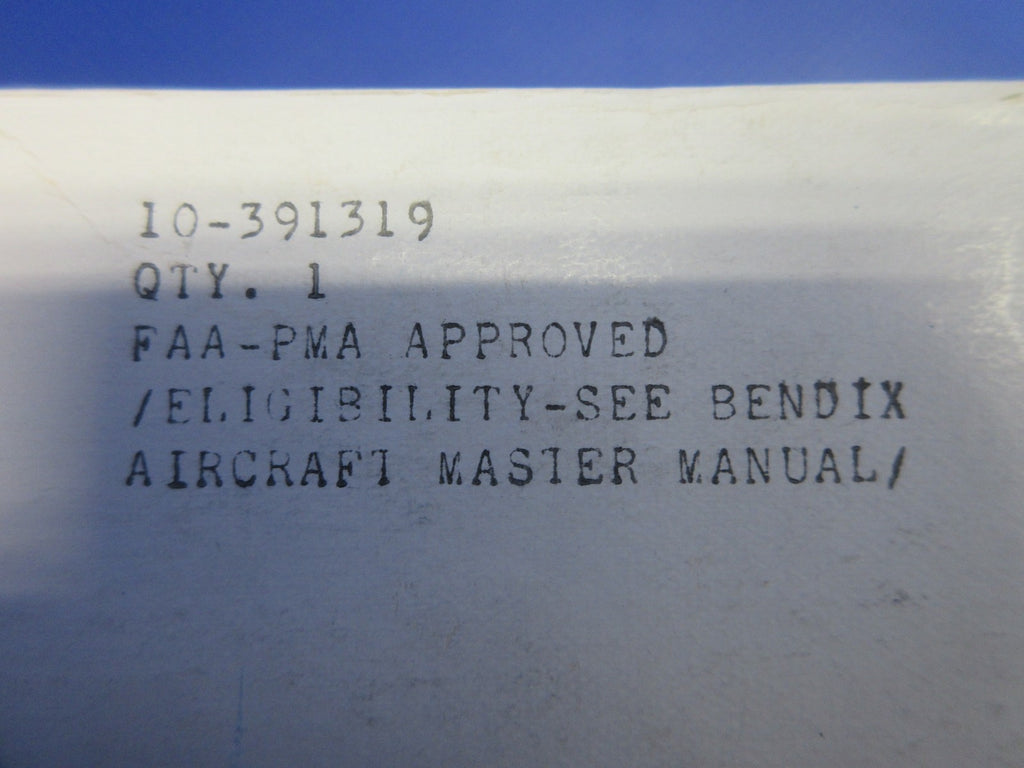 10-391319
QTY. 1
FAA-PMA APPROVED
/ELIGIBILITY-SEE BENDIX
AIRCRAFT MASTER MANUAL/